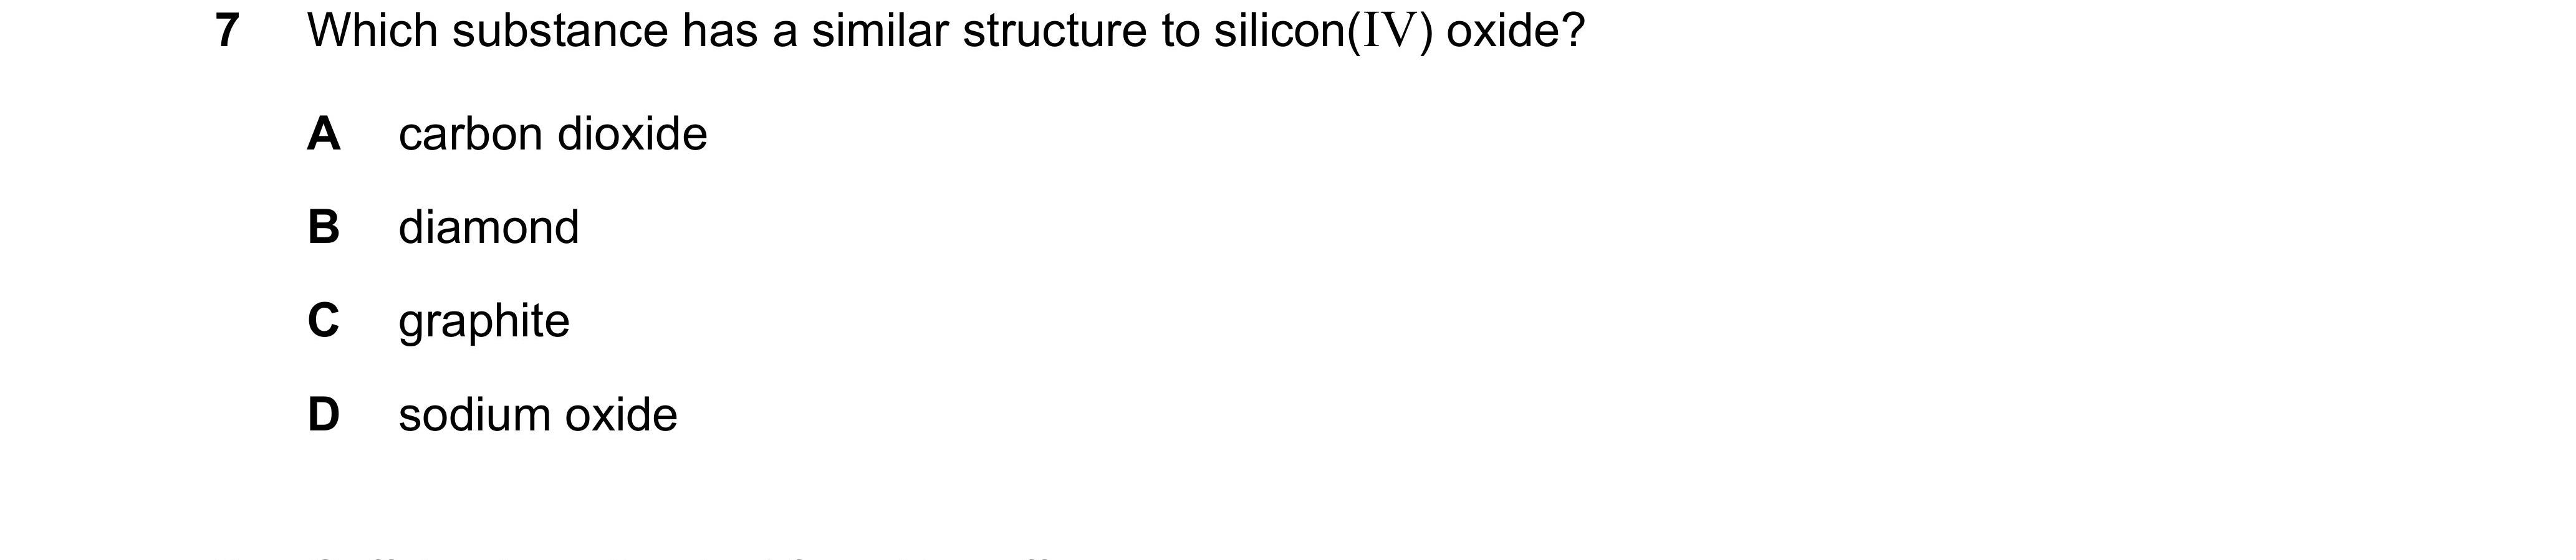 7 Which substance has a similar structure to silicon(IV) oxide?
A carbon dioxide
B diamond
C graphite
D sodium oxide